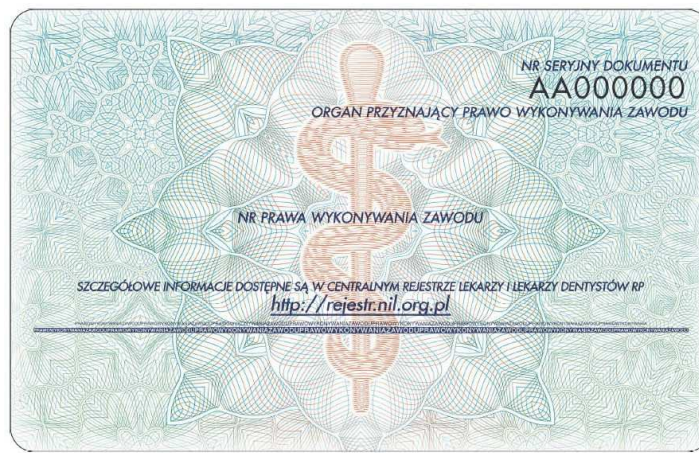 NR SERYJNY DOKUMENTU
AA000000
ORGAN PRZYZNAJĄCY PRAWO WYKONYWANIA ZAWODU
NR PRAWA WYKONYWANIA ZAWODU
SZCZEGÓŁOWE INFORMACJE DOSTĘPNE SĄ W CENTRALNYM REJESTRZE LEKARZY I LEKARZY DENTYSTÓW RP
http://rejestr.nil.org.pl